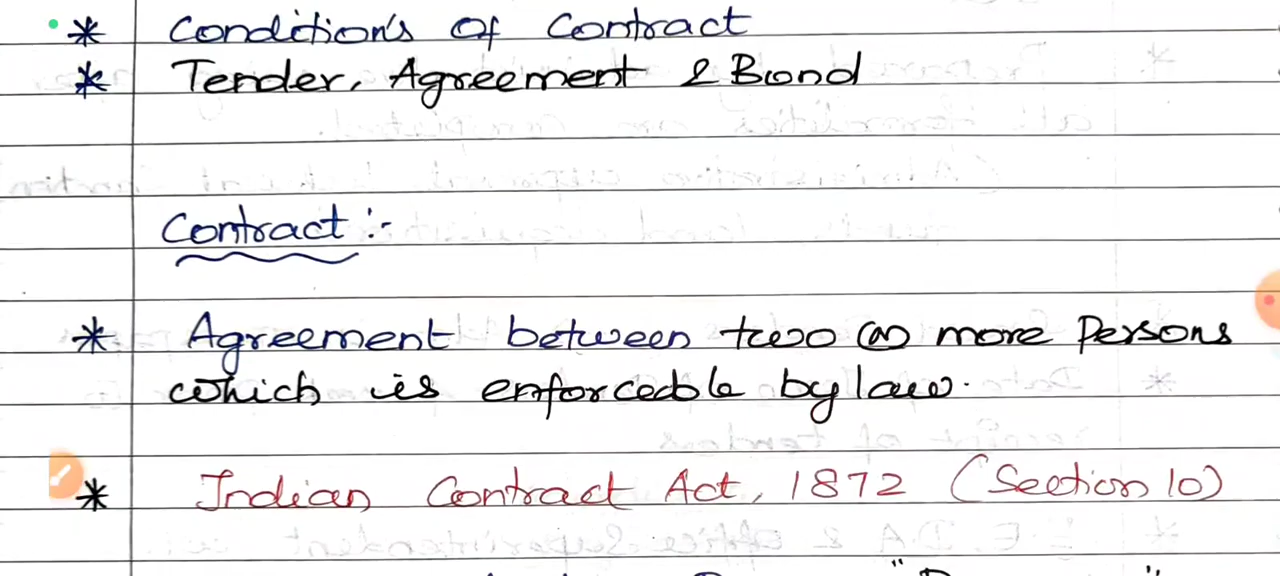 * Condition's of Contract
* Tender, Agreement & Bond
Contract :-
* Agreement between two (or) more Persons
which is enforceable by law.
* Indian Contract Act, 1872 (Section 10)